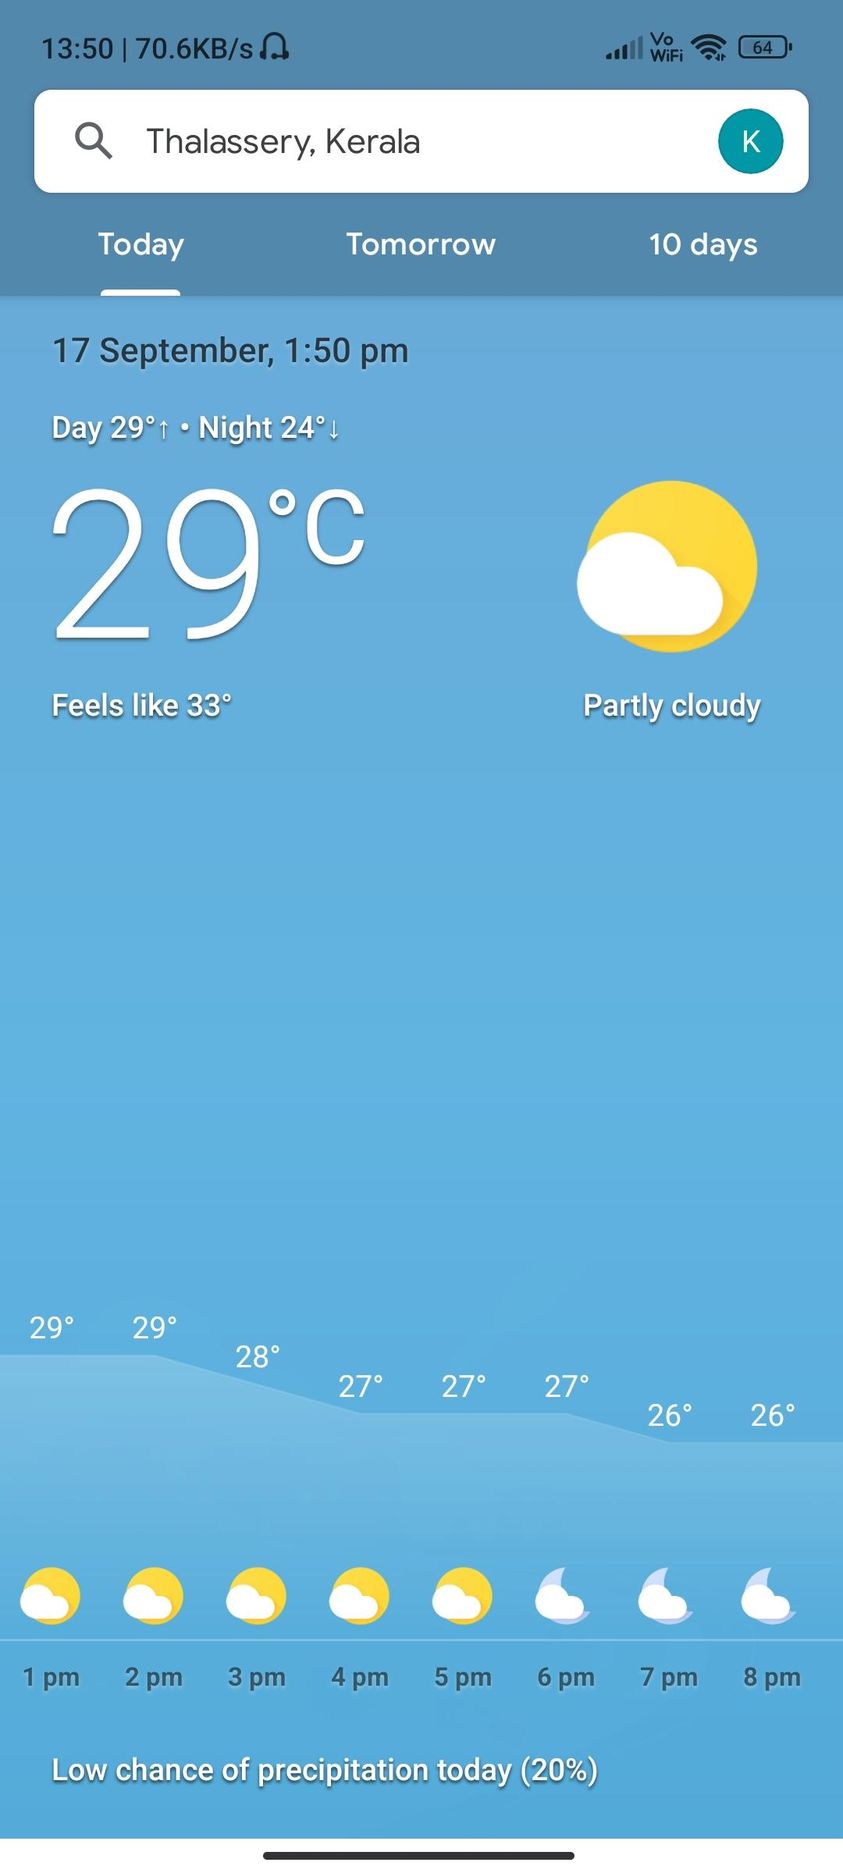 13:50 | 70.6KB/s Vo WiFi 64
Thalassery, Kerala K
Today Tomorrow 10 days
17 September, 1:50 pm
Day 29°↑ • Night 24°↓
29°C
Feels like 33° Partly cloudy
29° 29° 28° 27° 27° 27° 26° 26°
1 pm 2 pm 3 pm 4 pm 5 pm 6 pm 7 pm 8 pm
Low chance of precipitation today (20%)